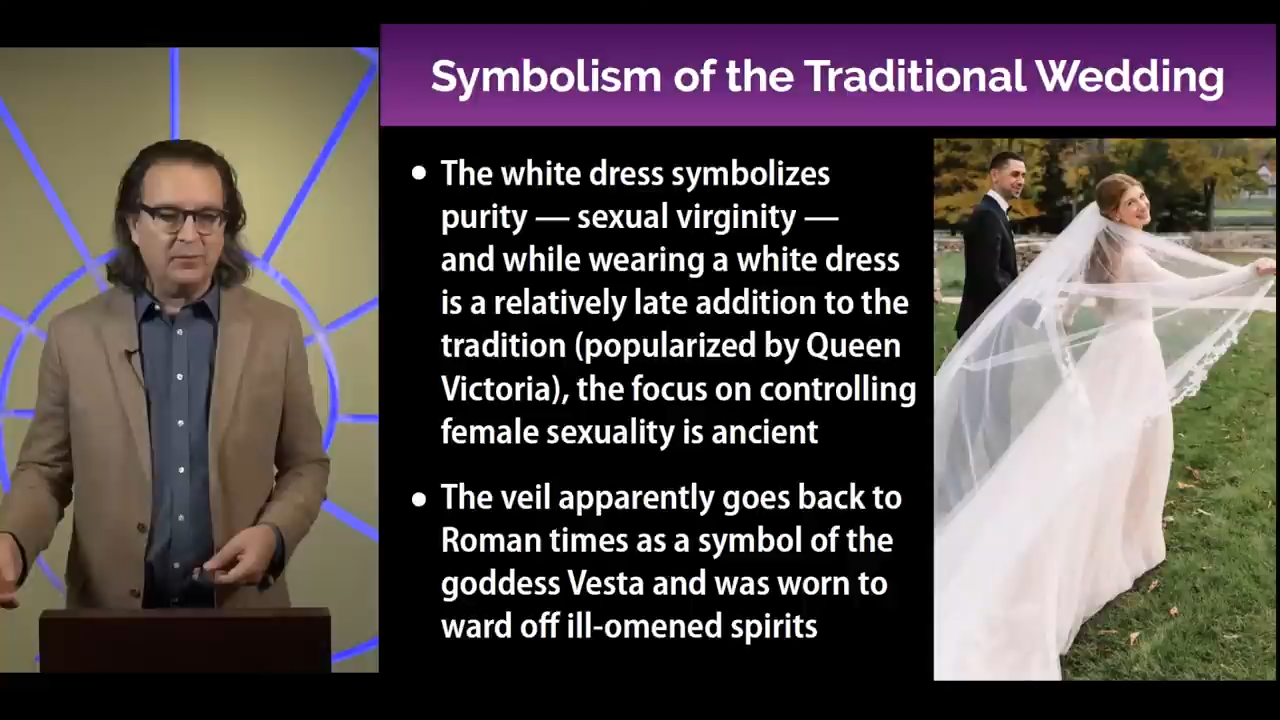 Symbolism of the Traditional Wedding
• The white dress symbolizes
purity — sexual virginity —
and while wearing a white dress
is a relatively late addition to the
tradition (popularized by Queen
Victoria), the focus on controlling
female sexuality is ancient
• The veil apparently goes back to
Roman times as a symbol of the
goddess Vesta and was worn to
ward off ill-omened spirits